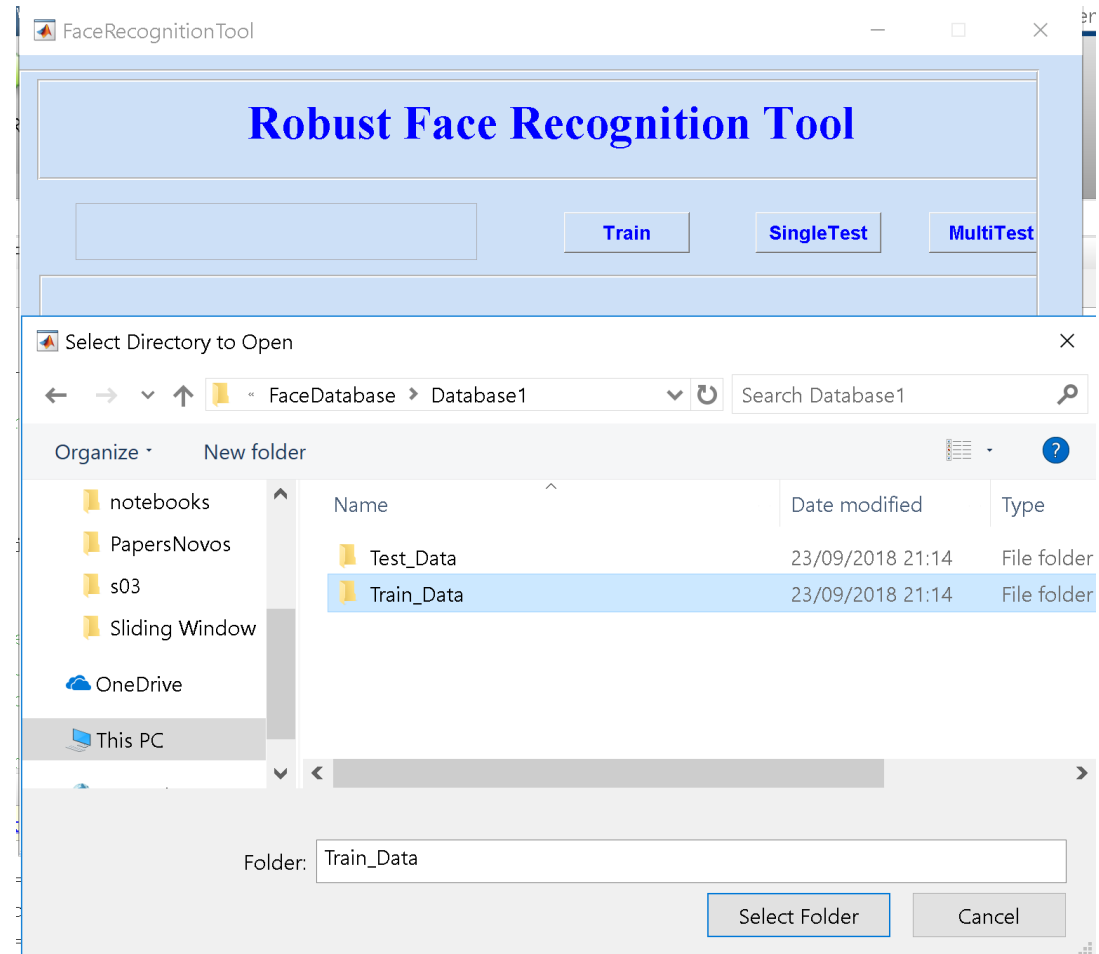 FaceRecognitionTool
Robust Face Recognition Tool
Train SingleTest MultiTest
Select Directory to Open
« FaceDatabase > Database1 Search Database1
Organize New folder ?
Name Date modified Type
notebooks
PapersNovos
s03
Sliding Window
OneDrive
This PC
Test_Data 23/09/2018 21:14 File folder
Train_Data 23/09/2018 21:14 File folder
Folder: Train_Data
Select Folder Cancel